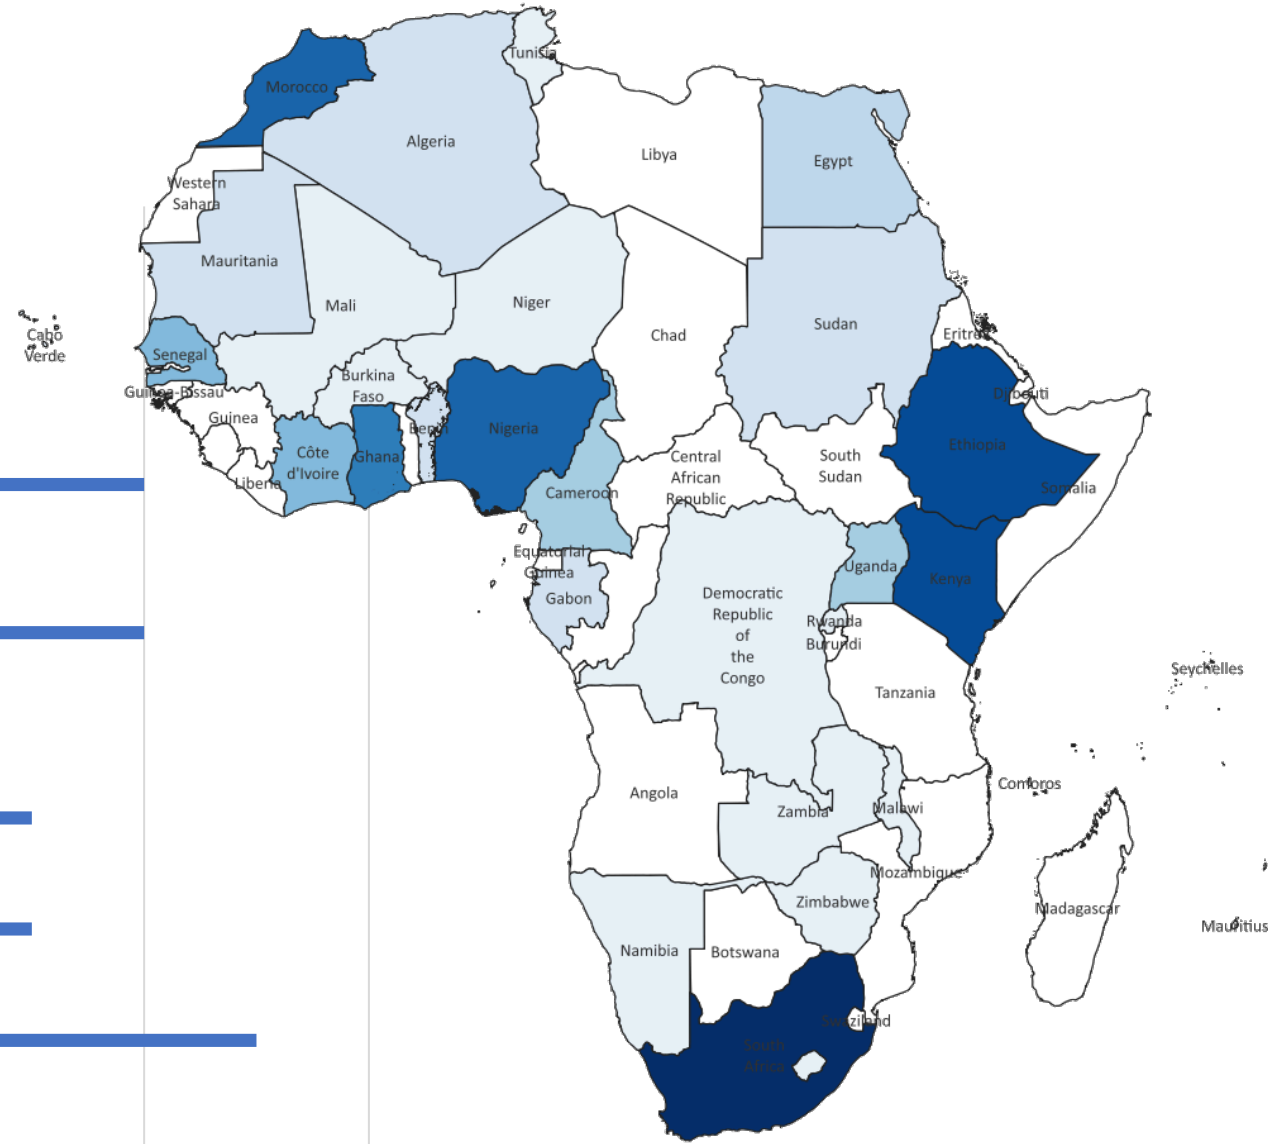 Tunisia
Morocco
Algeria
Libya
Egypt
Western
Sahara
Mauritania
Mali
Niger
Chad
Sudan
Eritrea
Cabo
Verde
Senegal
Guinea-Bissau
Burkina
Faso
Guinea
Benin
Nigeria
Djibouti
Ethiopia
Côte
d'Ivoire
Ghana
Liberia
Cameroon
Central
African
Republic
South
Sudan
Somalia
Equatorial
Guinea
Gabon
Uganda
Kenya
Democratic
Republic
of
the
Congo
Rwanda
Burundi
Tanzania
Seychelles
Angola
Zambia
Malawi
Comoros
Mozambique
Zimbabwe
Madagascar
Mauritius
Namibia
Botswana
Swaziland
South
Africa